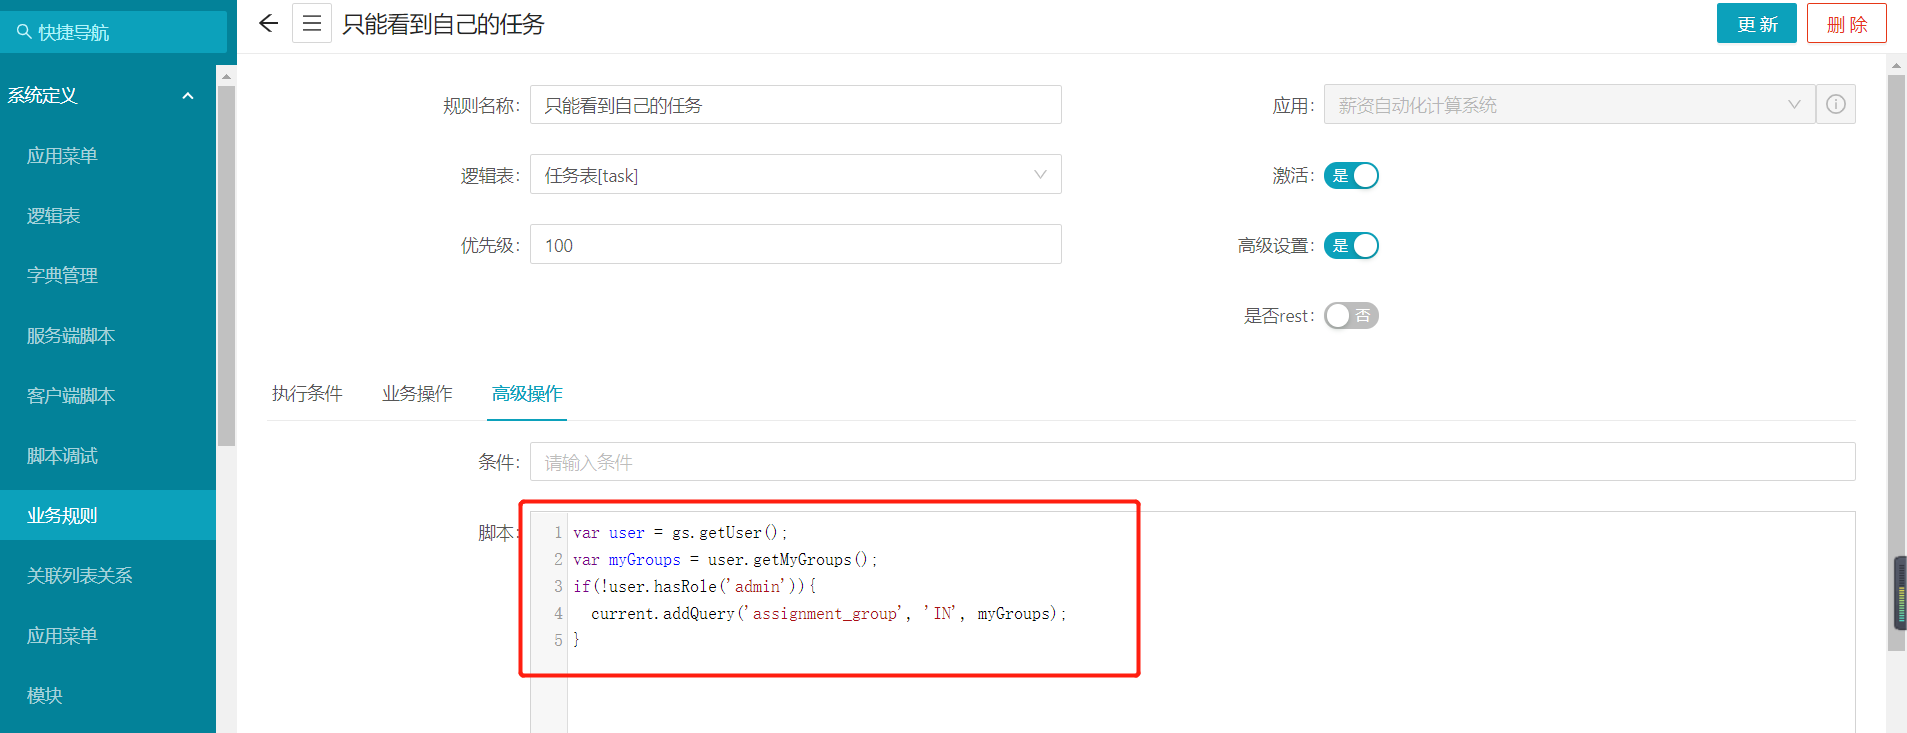 快捷导航
系统定义
应用菜单
逻辑表
字典管理
服务端脚本
客户端脚本
脚本调试
业务规则
关联列表关系
应用菜单
模块
只能看到自己的任务
更 新
删 除
规则名称: 只能看到自己的任务
应用: 薪资自动化计算系统
逻辑表: 任务表[task]
激活: 是
优先级: 100
高级设置: 是
是否rest: 否
执行条件 业务操作 高级操作
条件: 请输入条件
脚本:
1 var user = gs.getUser();
2 var myGroups = user.getMyGroups();
3 if(!user.hasRole('admin')){
4 current.addQuery('assignment_group', 'IN', myGroups);
5 }